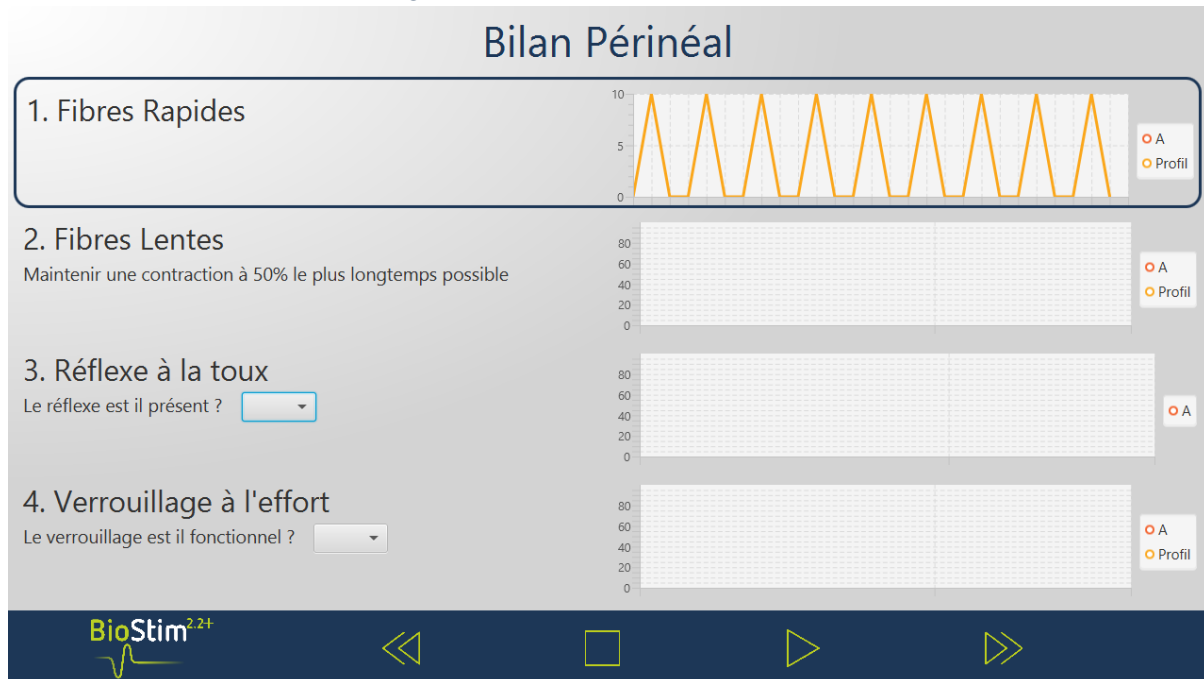 Bilan Périnéal
1. Fibres Rapides
10
5
0
A
Profil
2. Fibres Lentes
Maintenir une contraction à 50% le plus longtemps possible
80
60
40
20
0
A
Profil
3. Réflexe à la toux
Le réflexe est il présent ?
80
60
40
20
0
A
4. Verrouillage à l'effort
Le verrouillage est il fonctionnel ?
80
60
40
20
0
A
Profil
BioStim2.2+